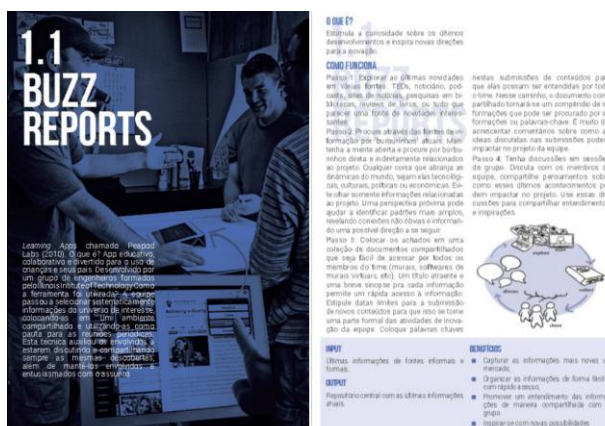 1.1
BUZZ
REPORTS
Learning Apps chamado Peapod
Labs (2010). O que é? App educativo,
colaborativo e divertido para o uso de
crianças e seus pais. Desenvolvido por
um grupo de engenheiros formados
pelo Illinois Intitute of Technology Como
a ferramenta foi utilizada? A equipe
passou a selecionar sistematicamente
informações do universo de interesse,
colocando-as em um ambiente
compartilhado e utilizando-as como
pauta para as reuniões periódicas.
Esta técnica auxiliou os envolvidos a
estarem discutindo e compartilhando
sempre as mesmas descobertas,
além de mantê-los envolvidos e
entusiasmados com o assunto.
O QUE É?
Estimula a curiosidade sobre os últimos
desenvolvimentos e inspira novas direções
para a inovação.
COMO FUNCIONA
Passo 1: Explorar as últimas novidades
em várias fontes. TEDs, noticiário, pod-
casts, sites de notícias, pesquisas em bi-
bliotecas, reviews de livros, ou tudo que
parecer uma fonte de novidades interes-
santes.
Passo 2: Procure através das fontes de in-
formação por "burburinhos" atuais. Man-
tenha a mente aberta e procure por burbu-
rinhos direta e indiretamente relacionados
ao projeto. Qualquer coisa que abranja as
dinâmicas do mundo, sejam elas tecnológi-
cas, culturais, políticas ou econômicas. Evi-
te olhar somente informações relacionadas
ao projeto. Uma perspectiva próxima pode
ajudar a identificar padrões mais amplos,
revelando conexões não óbvias e informan-
do uma possível direção a se seguir.
Passo 3: Colocar os achados em uma
coleção de documentos compartilhados
que seja fácil de acessar por todos os
membros do time (murais, softwares de
murais virtuais, etc). Um título atraente e
uma breve sinopse pra cada informação
permite um rápido acesso à informação.
Estipule datas limites para a submissão
de novos conteúdos para que isso se torne
uma parte formal das atividades de inova-
ção da equipe. Coloque palavras chaves
nestas submissões de conteúdos para
que elas possam ser entendidas por todo
o time. Nesse caminho, o documento com-
partilhado tornará-se um compêndio de in-
formações que pode ser procurado por in-
formações ou palavras-chave. É muito
acrescentar comentários sobre como as
ideias discutidas nas submissões podem
impactar no projeto da equipe.
Passo 4: Tenha discussões em sessões
de grupo. Discuta com os membros da
equipe, compartilhe pensamentos sobre
como esses últimos acontecimentos po-
dem impactar no projeto. Use essas dis-
cussões para compartilhar entendimentos
e inspirações.
explore
share
INPUT
Últimas informações de fontes informais e
formais.
OUTPUT
Repositório central com as últimas informações
atuais.
BENEFÍCIOS
Capturar as informações mais novas
mercado;
Organizar as informações de forma fácil
com rápido acesso;
Promover um entendimento das informa-
ções de maneira compartilhada com
grupo
Inspirar-se com novas possibilidades